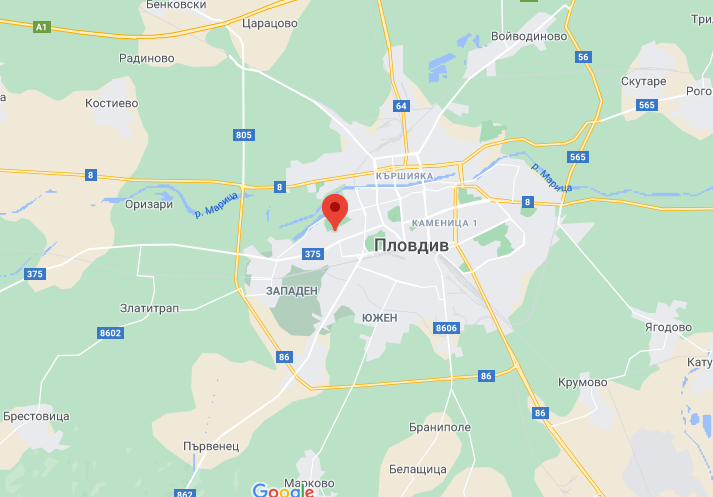 Бенковски
Царацово
A1
Войводиново
Радиново
56
Скутаре
Рого
Костиево
64
565
805
565
8
8
КЪРШИЯКА
р. Марица
Оризари
р. Марица
8
КАМЕНИЦА 1
Пловдив
375
375
ЗАПАДЕН
Златитрап
ЮЖЕН
8602
8606
Ягодово
86
Кату
86
Крумово
86
Брестовица
Браниполе
Първенец
Белащица
Марково
862
Google